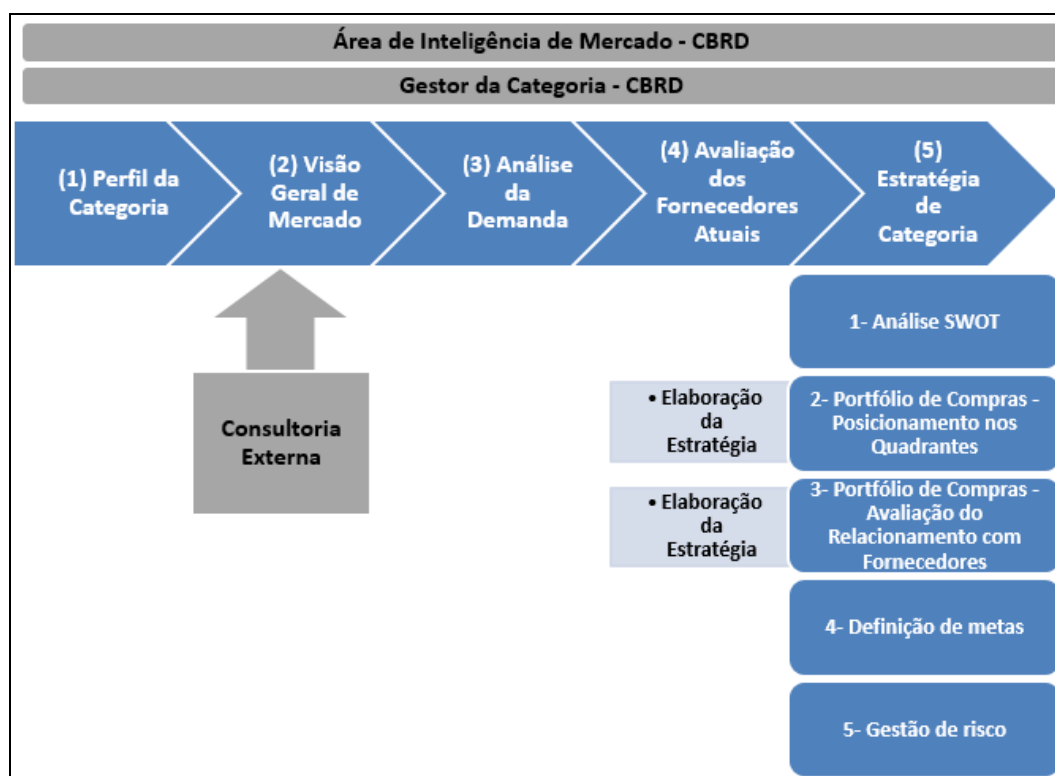 Área de Inteligência de Mercado - CBRD
Gestor da Categoria - CBRD
(1) Perfil da
Categoria
(2) Visão
Geral de
Mercado
(3) Análise
da
Demanda
(4) Avaliação
dos
Fornecedores
Atuais
(5)
Estratégia
de
Categoria
Consultoria
Externa
1- Análise SWOT
• Elaboração
da
Estratégia
2- Portfólio de Compras -
Posicionamento nos
Quadrantes
• Elaboração
da
Estratégia
3- Portfólio de Compras -
Avaliação do
Relacionamento com
Fornecedores
4- Definição de metas
5- Gestão de risco